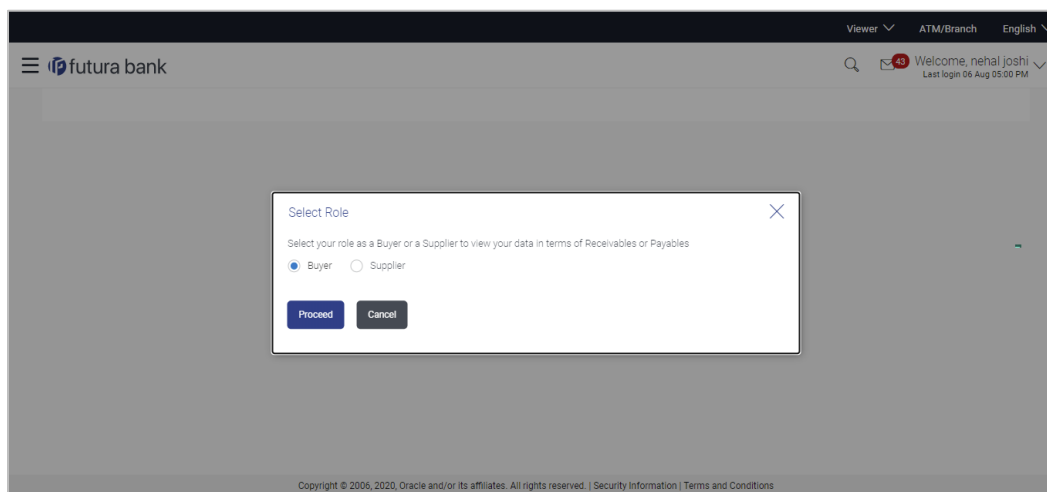 Viewer ATM/Branch English
futura bank
43
Welcome, nehal joshi
Last login 06 Aug 05:00 PM
Select Role
Select your role as a Buyer or a Supplier to view your data in terms of Receivables or Payables
Buyer Supplier
Proceed Cancel
Copyright © 2006, 2020, Oracle and/or its affiliates. All rights reserved. | Security Information | Terms and Conditions